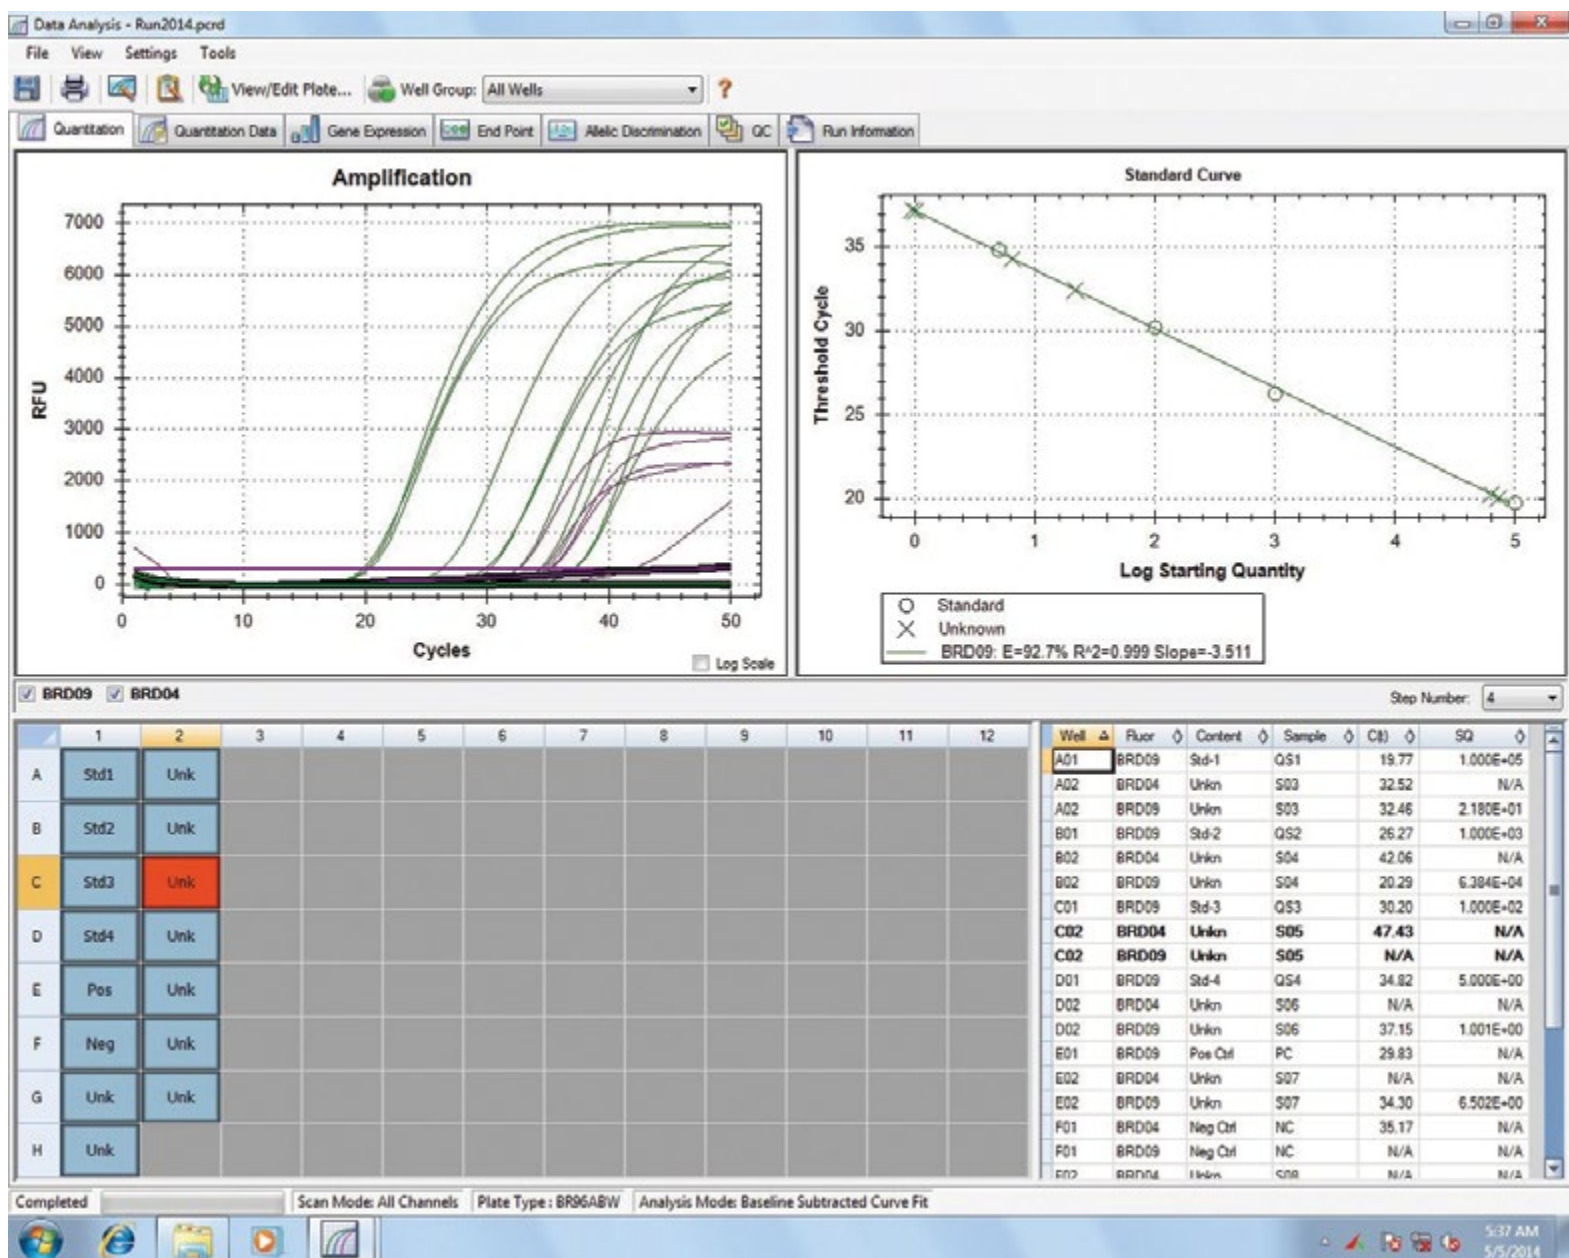 Data Analysis - Run2014.pcrd
File View Settings Tools
View/Edit Plate... Well Group: All Wells ?
Quantitation Quantitation Data Gene Expression End Point Allelic Discrimination QC Run Information
Amplification
7000
6000
5000
4000
3000
2000
1000
0
RFU
0 10 20 30 40 50
Cycles
Log Scale
Standard Curve
35
30
25
20
Threshold Cycle
0 1 2 3 4 5
Log Starting Quantity
Standard
Unknown
BRD09: E=92.7% R^2=0.999 Slope=-3.511
BRD09 BRD04
Step Number: 4
1 2 3 4 5 6 7 8 9 10 11 12
A Std1 Unk
B Std2 Unk
C Std3 Unk
D Std4 Unk
E Pos Unk
F Neg Unk
G Unk Unk
H Unk
Well Fluor Content Sample C(t) SQ
A01 BRD09 Std-1 QS1 19.77 1.000E+05
A02 BRD04 Unkn S03 32.52 N/A
A02 BRD09 Unkn S03 32.46 2.180E+01
B01 BRD09 Std-2 QS2 26.27 1.000E+03
B02 BRD04 Unkn S04 42.06 N/A
B02 BRD09 Unkn S04 20.29 6.384E+04
C01 BRD09 Std-3 QS3 30.20 1.000E+02
C02 BRD04 Unkn S05 47.43 N/A
C02 BRD09 Unkn S05 N/A N/A
D01 BRD09 Std-4 QS4 34.82 5.000E+00
D02 BRD04 Unkn S06 N/A N/A
D02 BRD09 Unkn S06 37.15 1.001E+00
E01 BRD09 Pos Ctrl PC 29.83 N/A
E02 BRD04 Unkn S07 N/A N/A
E02 BRD09 Unkn S07 34.30 6.502E+00
F01 BRD04 Neg Ctrl NC 35.17 N/A
F01 BRD09 Neg Ctrl NC N/A N/A
F02 BRD04 Unkn S08 N/A N/A
Completed Scan Mode: All Channels Plate Type : BR96ABW Analysis Mode: Baseline Subtracted Curve Fit
5:37 AM
5/5/2014